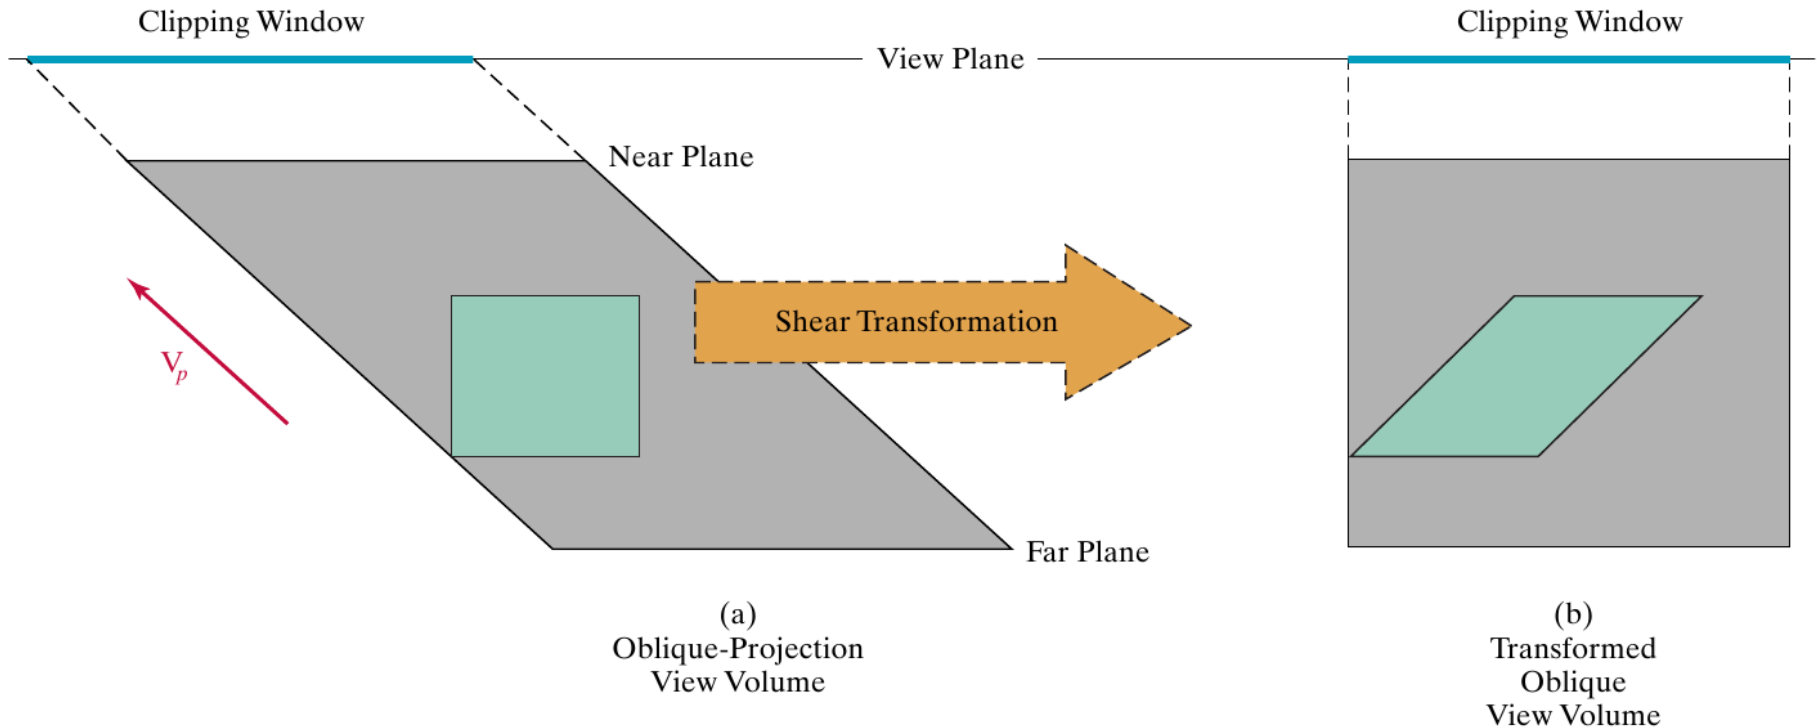 Clipping Window
Clipping Window
View Plane
Near Plane
Shear Transformation
V_p
Far Plane
(a)
Oblique-Projection
View Volume
(b)
Transformed
Oblique
View Volume